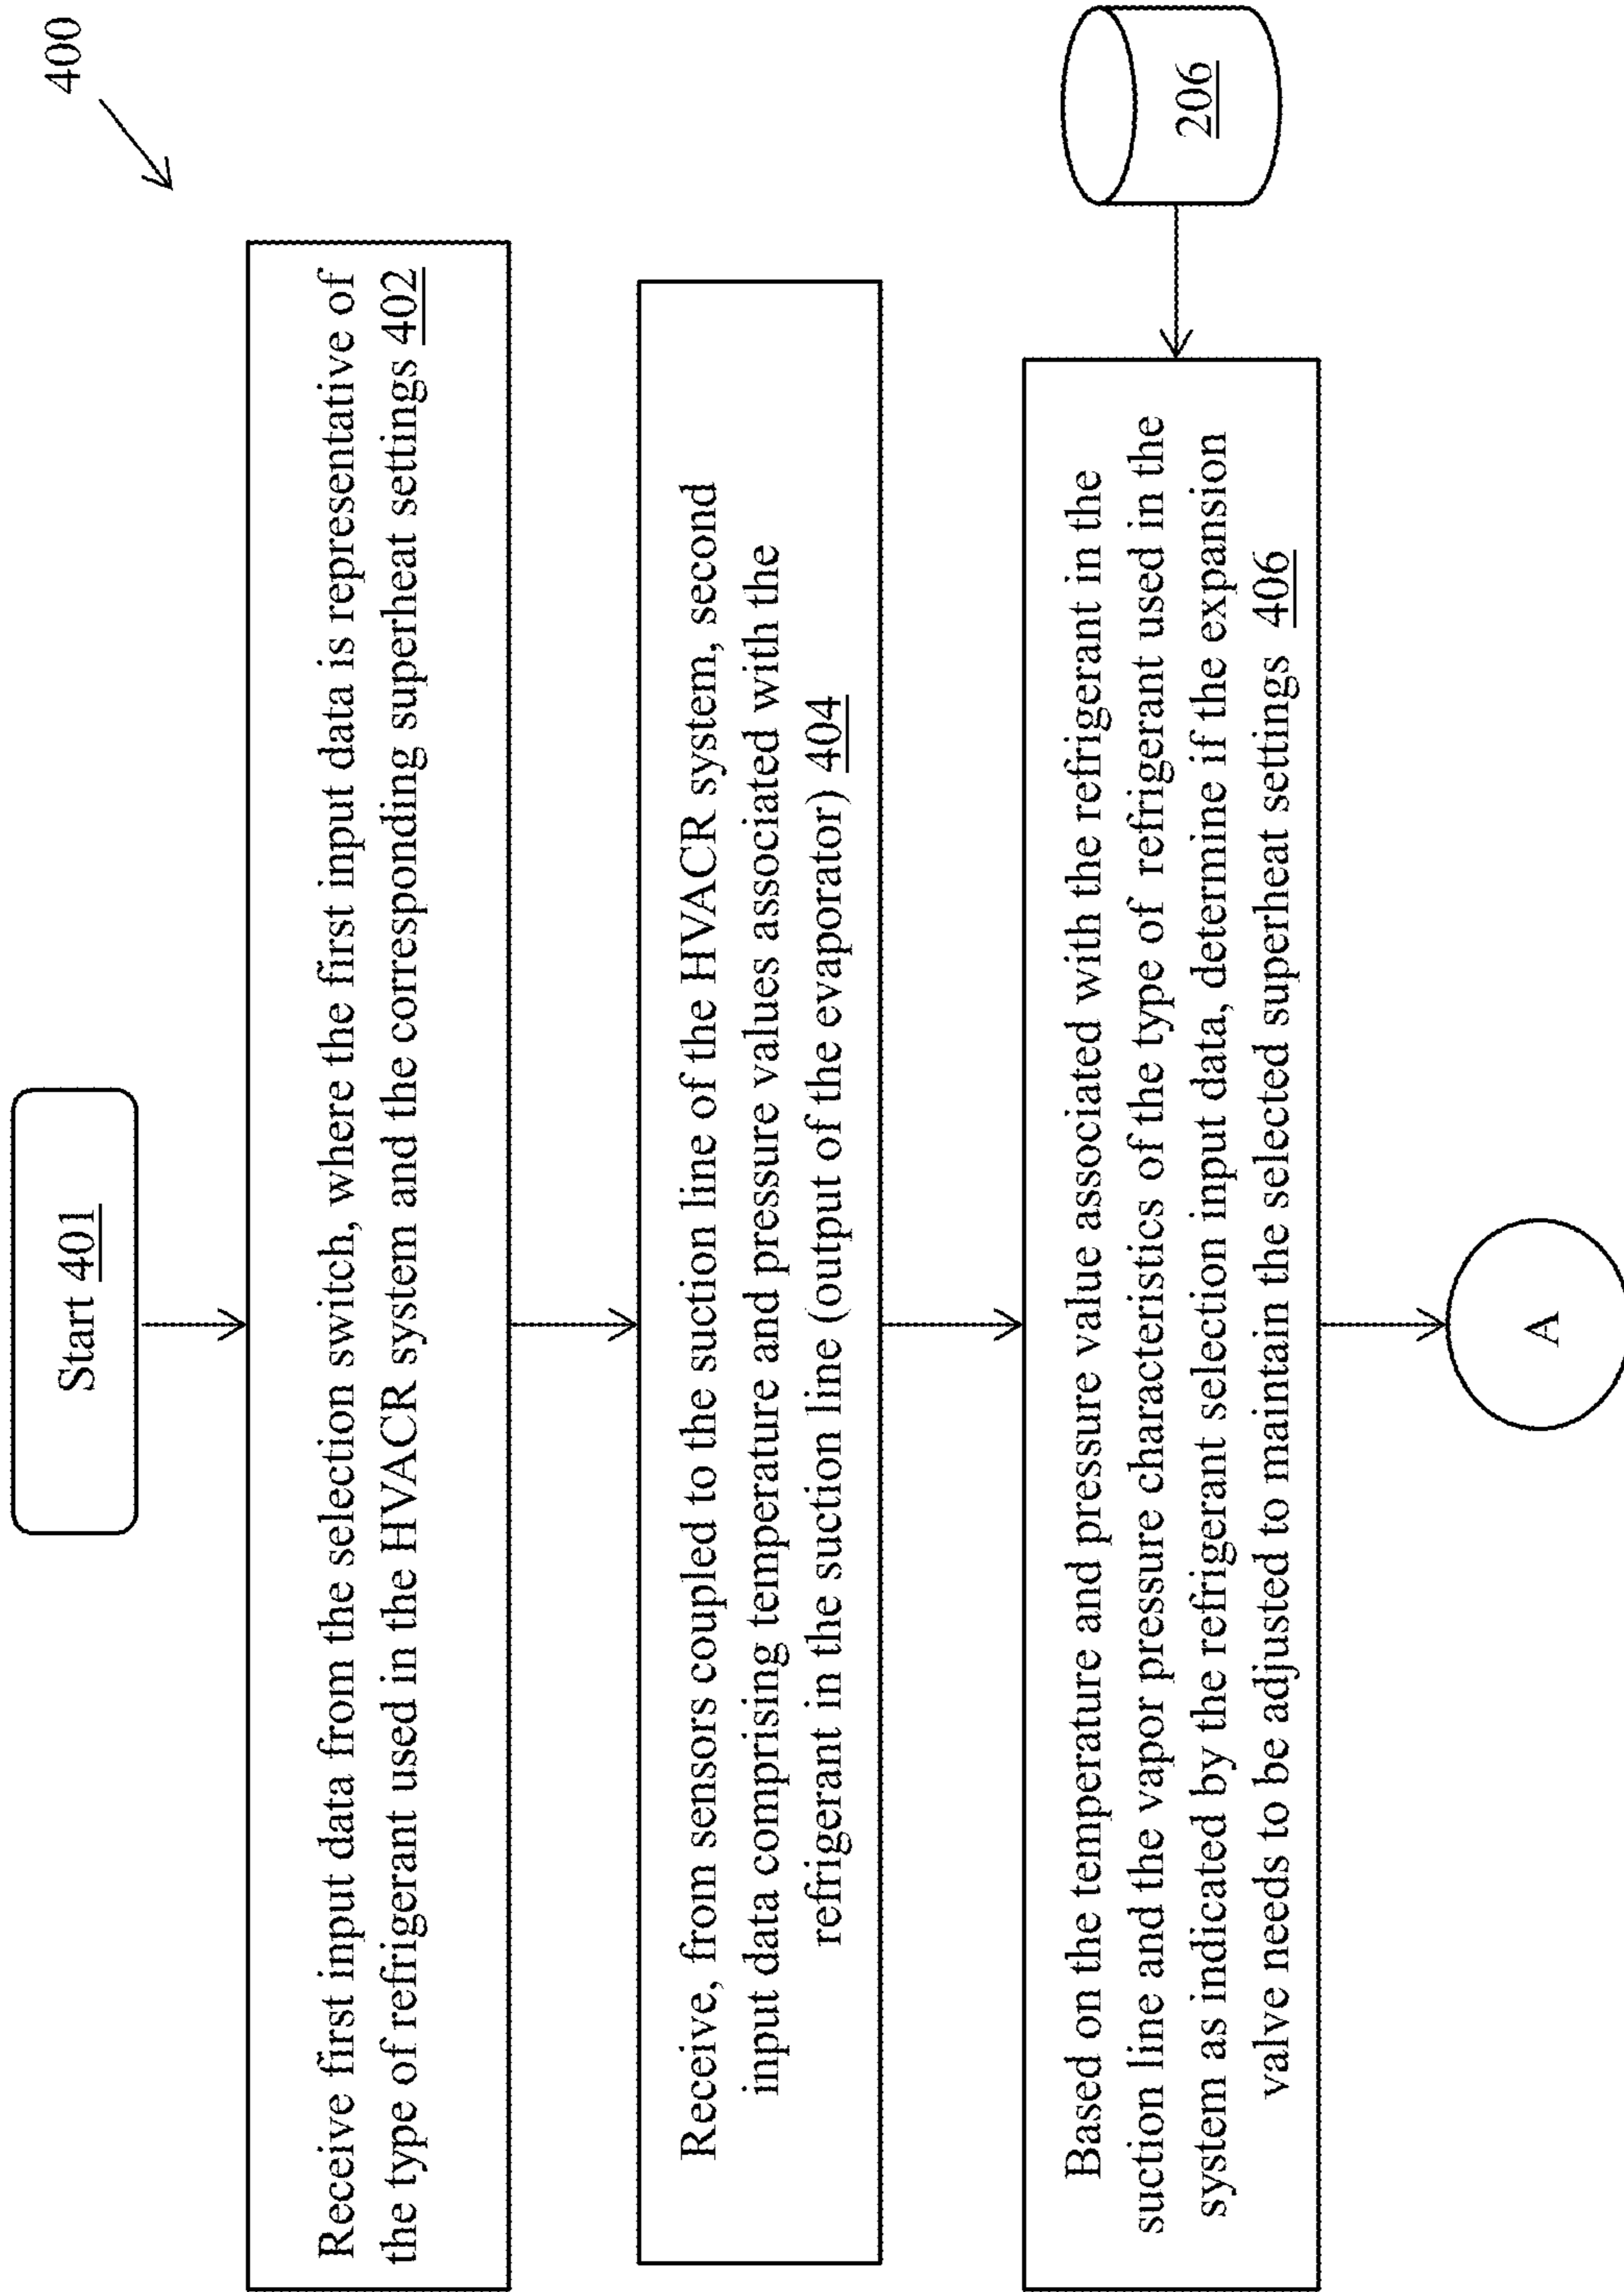 400
Start 401
Receive first input data from the selection switch, where the first input data is representative of
the type of refrigerant used in the HVACR system and the corresponding superheat settings 402
Receive, from sensors coupled to the suction line of the HVACR system, second
input data comprising temperature and pressure values associated with the
refrigerant in the suction line (output of the evaporator) 404
206
Based on the temperature and pressure value associated with the refrigerant in the
suction line and the vapor pressure characteristics of the type of refrigerant used in the
system as indicated by the refrigerant selection input data, determine if the expansion
valve needs to be adjusted to maintain the selected superheat settings 406
A